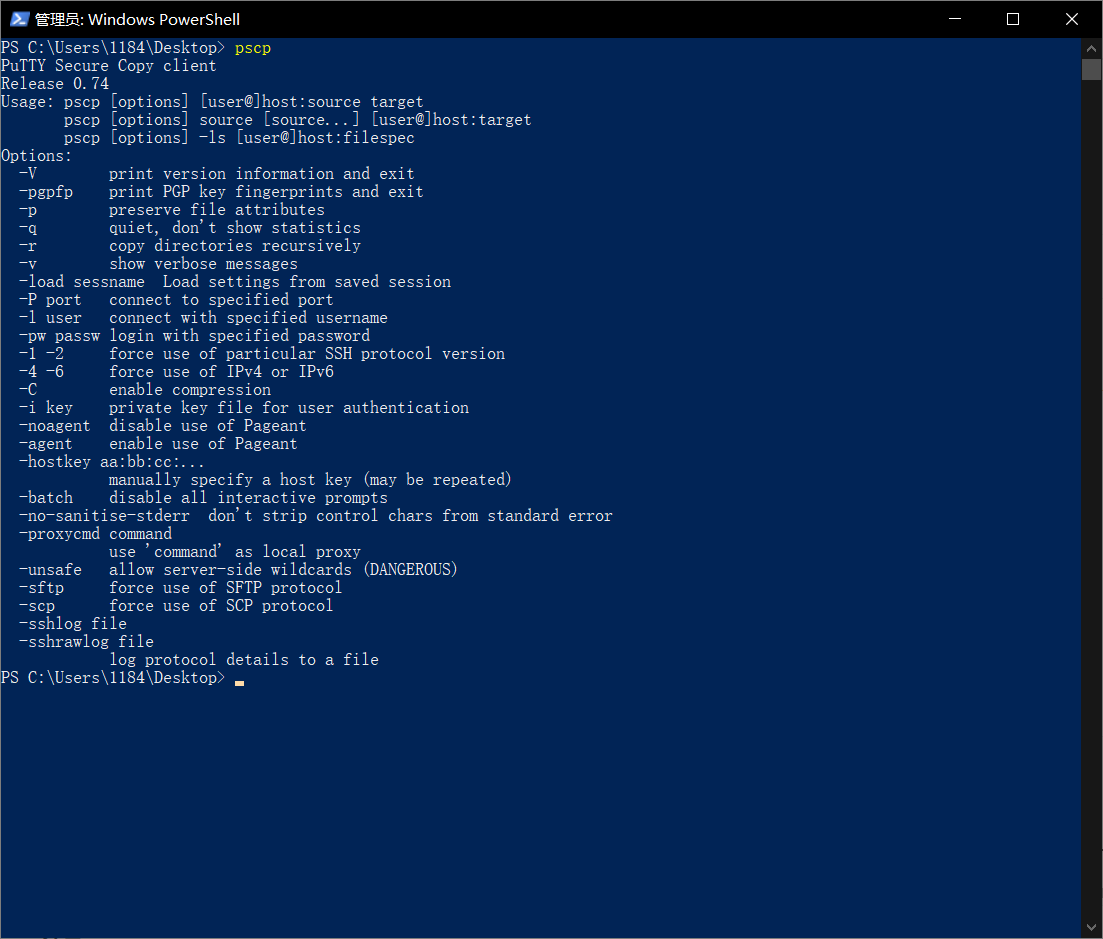 管理员: Windows PowerShell
PS C:\Users\1184\Desktop> pscp
PuTTY Secure Copy client
Release 0.74
Usage: pscp [options] [user@]host:source target
       pscp [options] source [source...] [user@]host:target
       pscp [options] -ls [user@]host:filespec
Options:
  -V        print version information and exit
  -pgpfp    print PGP key fingerprints and exit
  -p        preserve file attributes
  -q        quiet, don't show statistics
  -r        copy directories recursively
  -v        show verbose messages
  -load sessname  Load settings from saved session
  -P port   connect to specified port
  -l user   connect with specified username
  -pw passw login with specified password
  -1 -2     force use of particular SSH protocol version
  -4 -6     force use of IPv4 or IPv6
  -C        enable compression
  -i key    private key file for user authentication
  -noagent  disable use of Pageant
  -agent    enable use of Pageant
  -hostkey aa:bb:cc:...
            manually specify a host key (may be repeated)
  -batch    disable all interactive prompts
  -no-sanitise-stderr  don't strip control chars from standard error
  -proxycmd command
            use 'command' as local proxy
  -unsafe   allow server-side wildcards (DANGEROUS)
  -sftp     force use of SFTP protocol
  -scp      force use of SCP protocol
  -sshlog file
  -sshrawlog file
            log protocol details to a file
PS C:\Users\1184\Desktop>